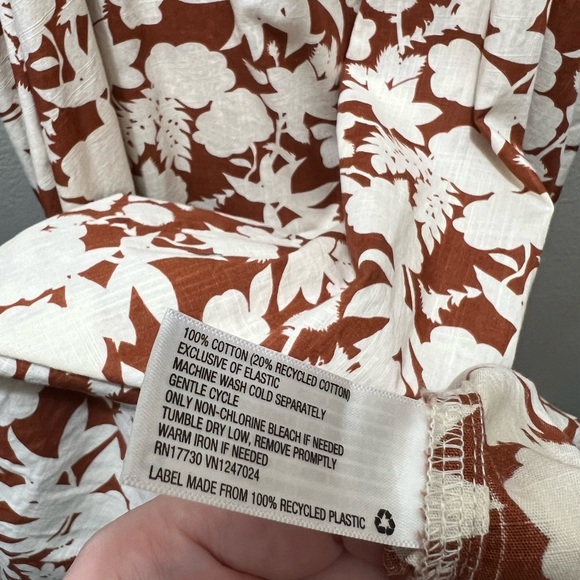 100% COTTON (20% RECYCLED COTTON)
EXCLUSIVE OF ELASTIC
MACHINE WASH COLD SEPARATELY
GENTLE CYCLE
ONLY NON-CHLORINE BLEACH IF NEEDED
TUMBLE DRY LOW, REMOVE PROMPTLY
WARM IRON IF NEEDED
RN17730 VN1247024
LABEL MADE FROM 100% RECYCLED PLASTIC